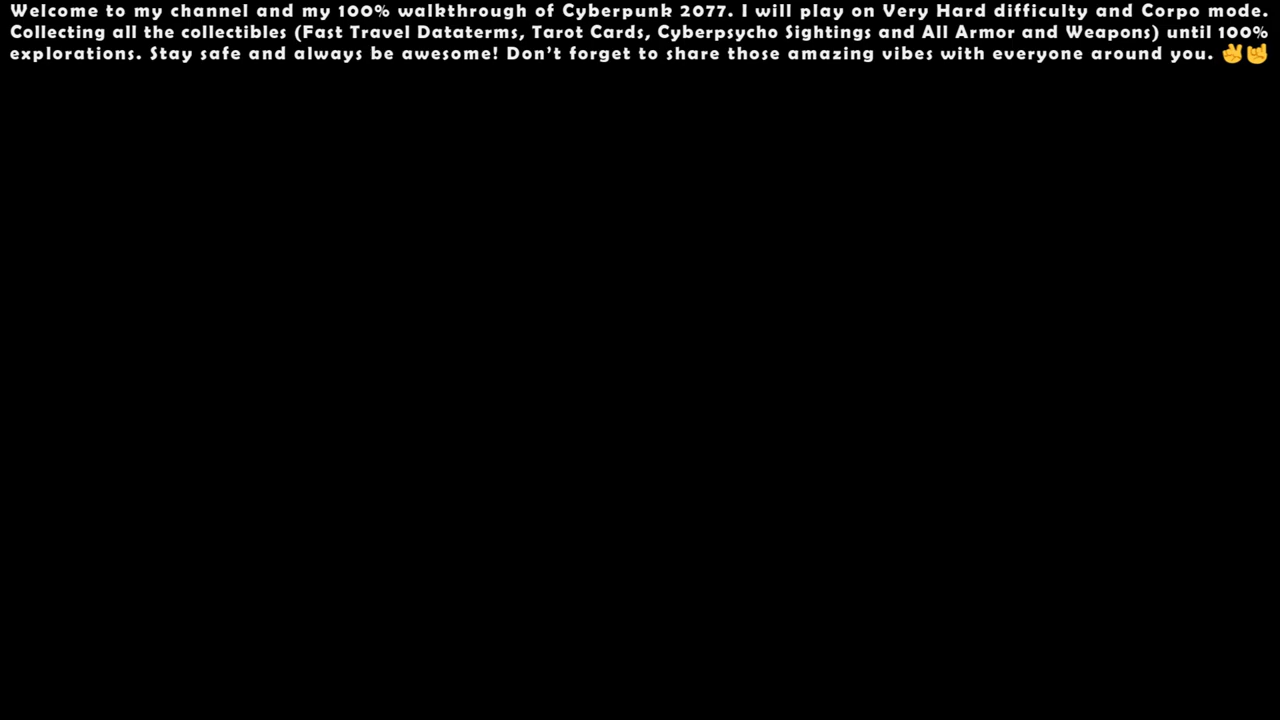 Welcome to my channel and my 100% walkthrough of Cyberpunk 2077. I will play on Very Hard difficulty and Corpo mode.
Collecting all the collectibles (Fast Travel Dataterms, Tarot Cards, Cyberpsycho Sightings and All Armor and Weapons) until 100%
explorations. Stay safe and always be awesome! Don’t forget to share those amazing vibes with everyone around you. ✌️🤘